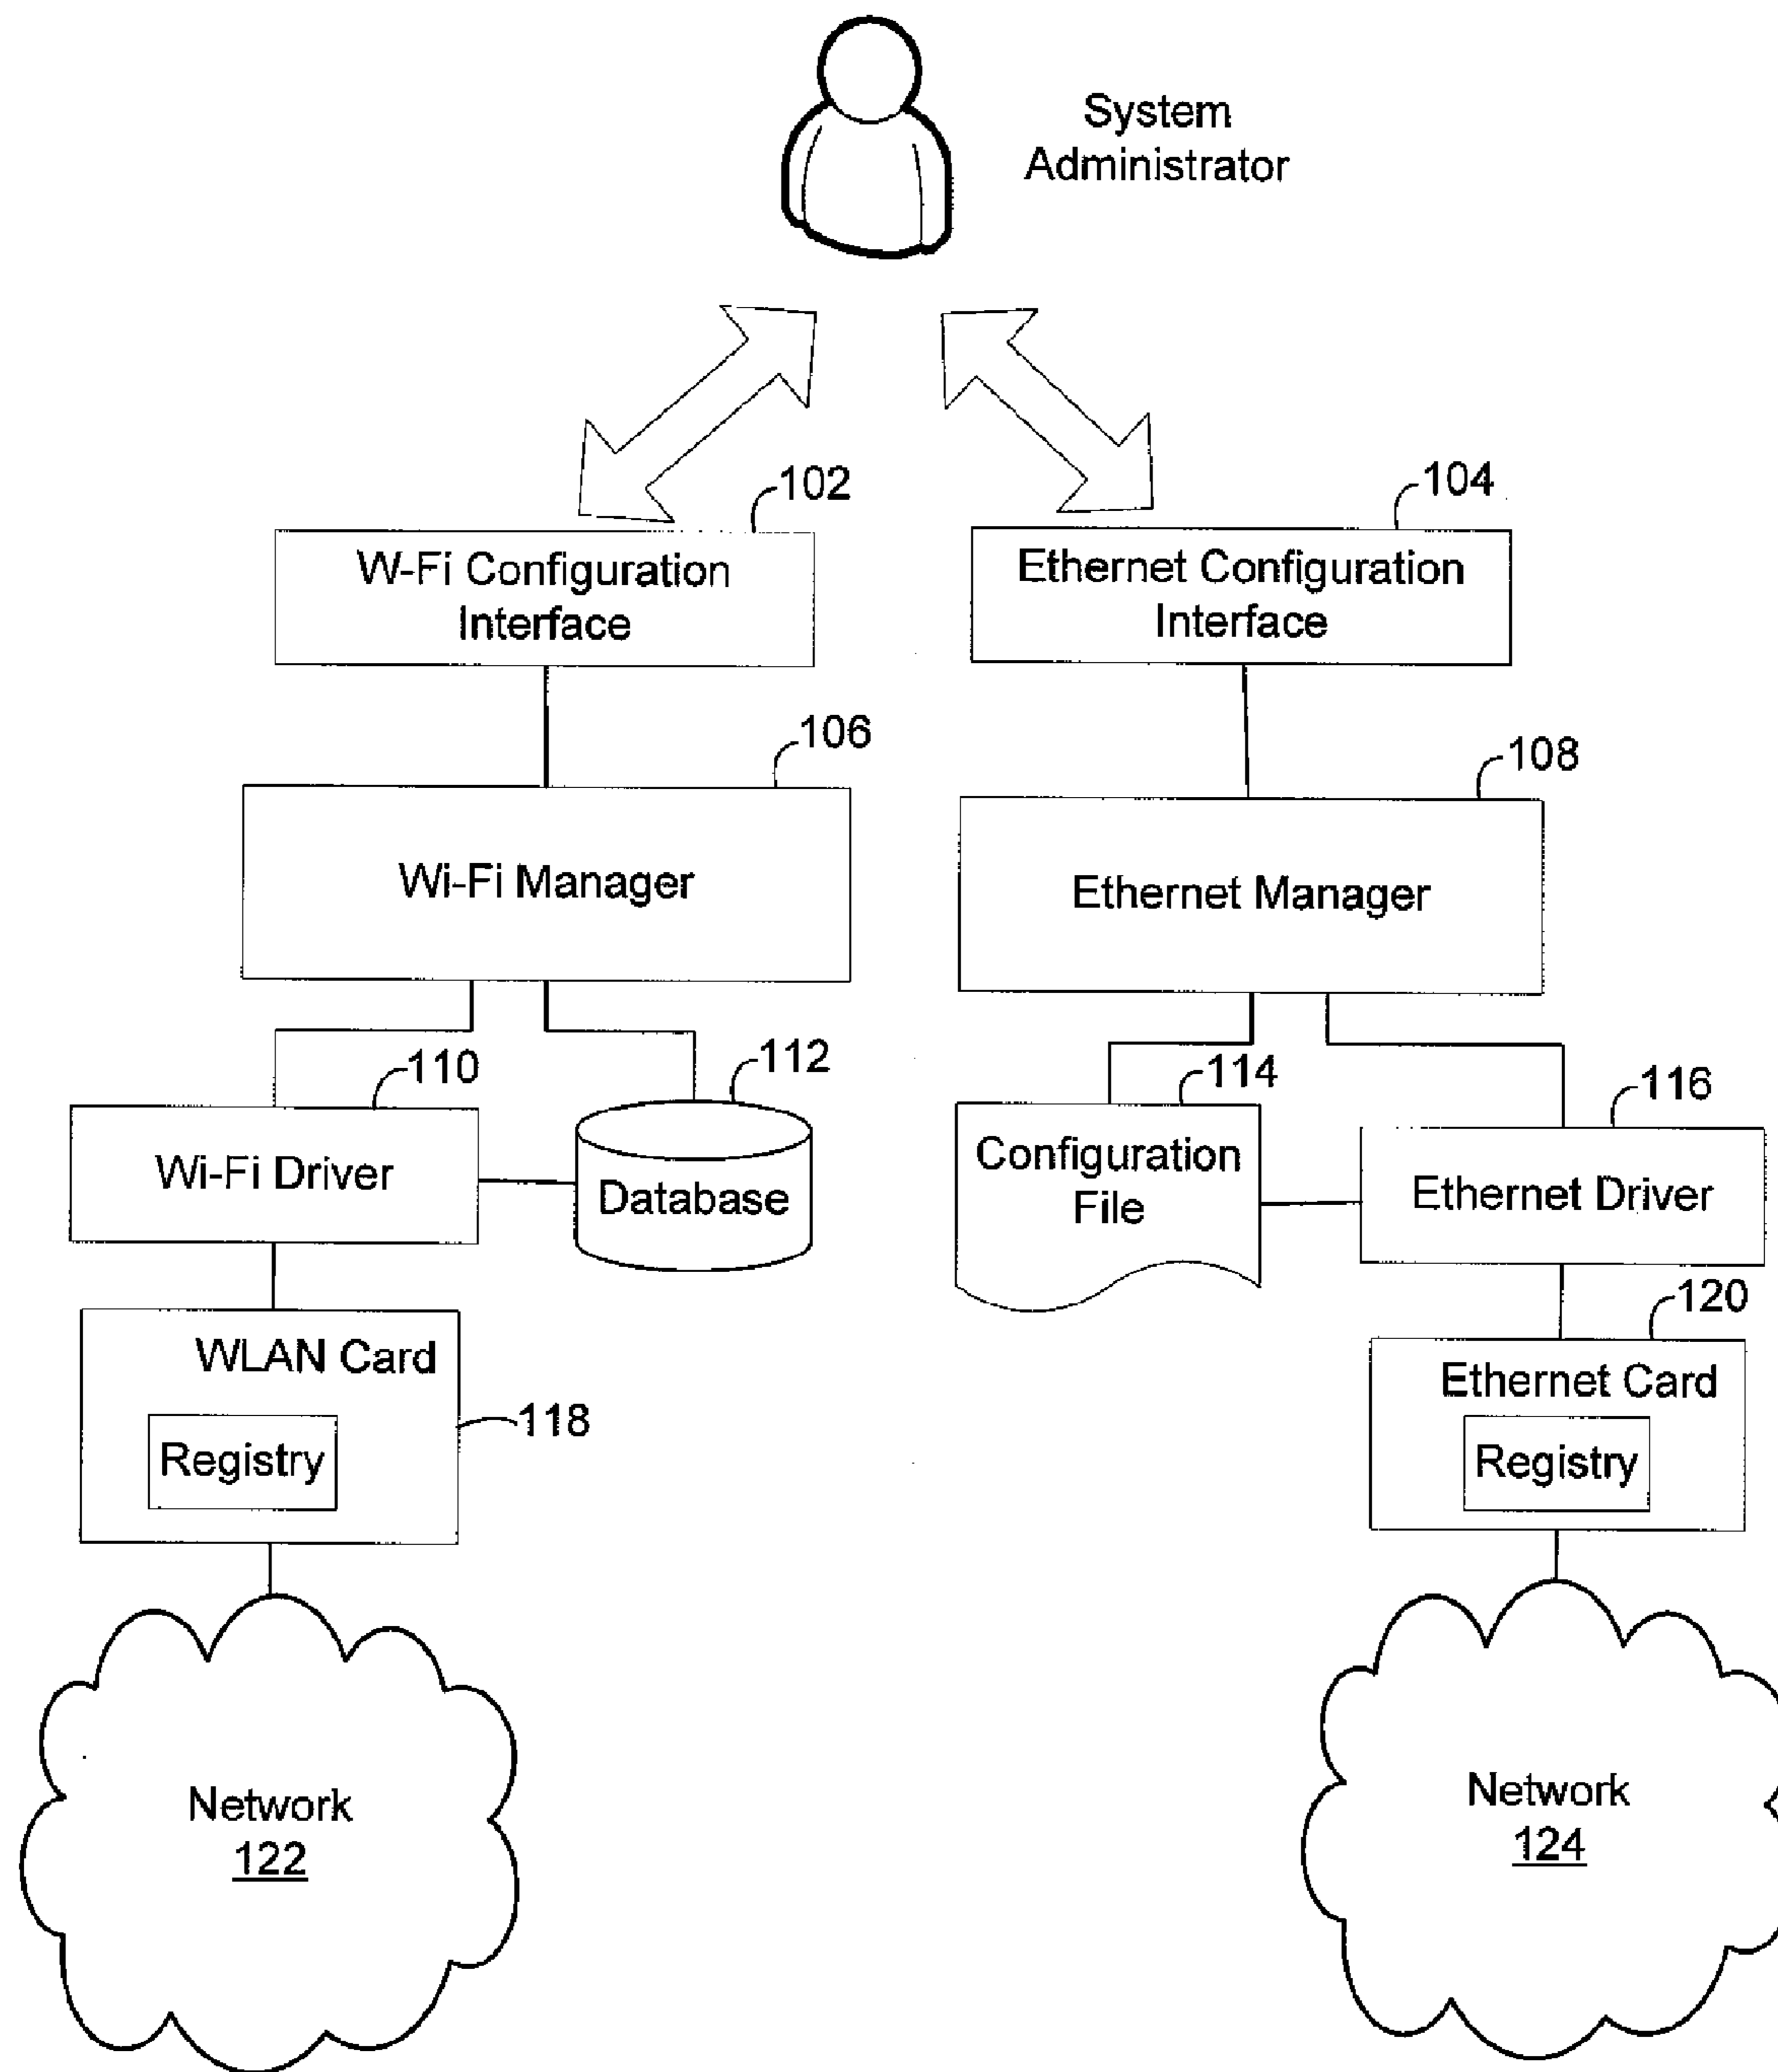 System
Administrator
102
104
W-Fi Configuration
Interface
Ethernet Configuration
Interface
106
108
Wi-Fi Manager
Ethernet Manager
110
112
114
116
Wi-Fi Driver
Database
Configuration
File
Ethernet Driver
120
WLAN Card
118
Registry
Ethernet Card
Registry
Network
122
Network
124